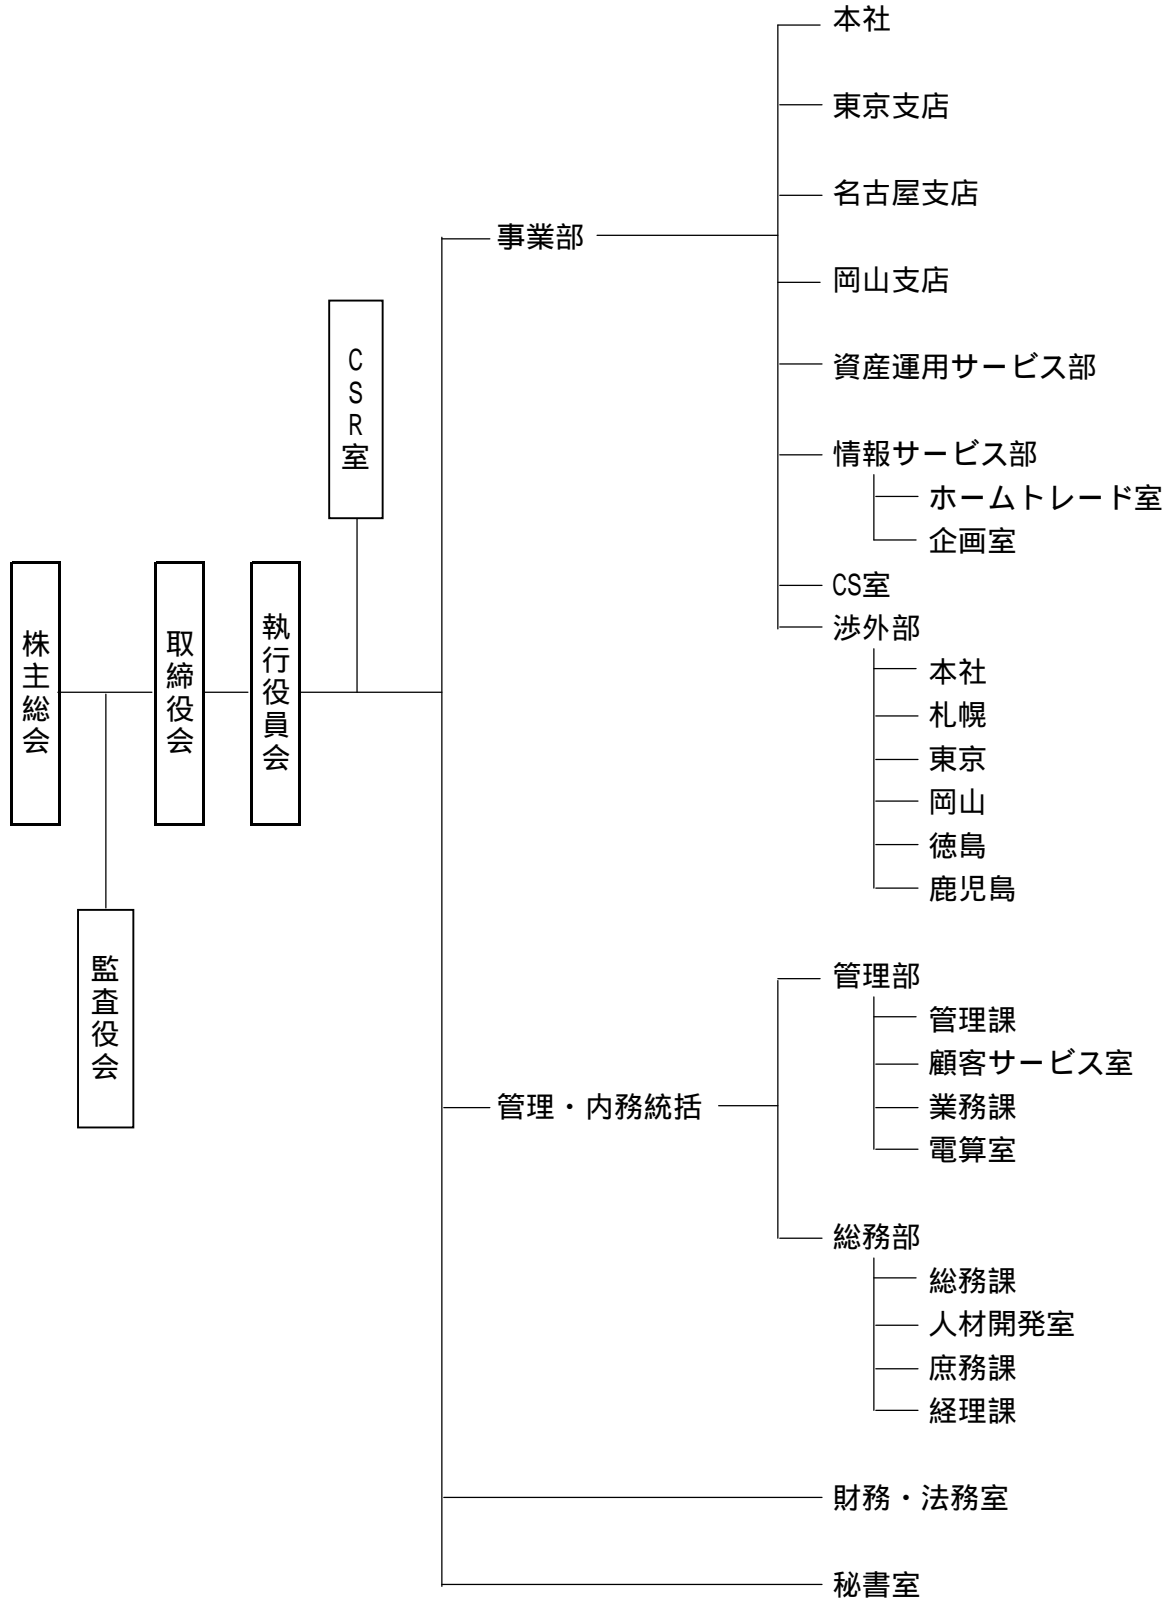 株主総会
監査役会
取締役会
執行役員会
CSR室
事業部
本社
東京支店
名古屋支店
岡山支店
資産運用サービス部
情報サービス部
ホームトレード室
企画室
CS室
渉外部
本社
札幌
東京
岡山
徳島
鹿児島
管理・内務統括
管理部
管理課
顧客サービス室
業務課
電算室
総務部
総務課
人材開発室
庶務課
経理課
財務・法務室
秘書室